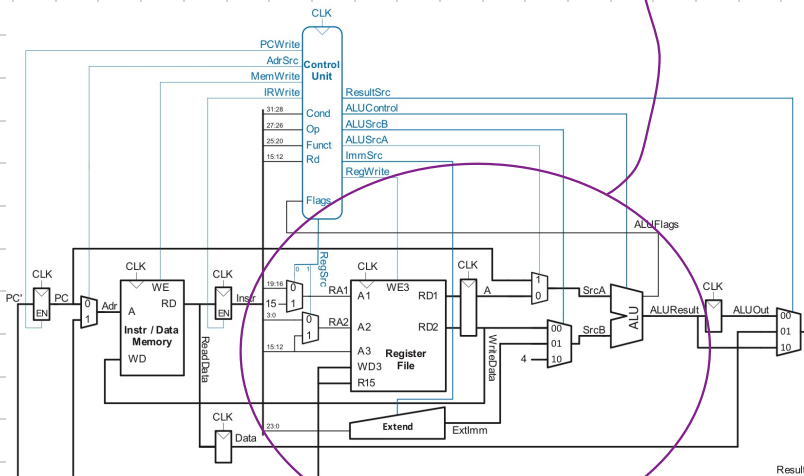 CLK
PCWrite
AdrSrc
MemWrite
IRWrite
Control
Unit
ResultSrc
ALUControl
ALUSrcB
ALUSrcA
ImmSrc
RegWrite
31:28
Cond
27:26
Op
25:20
Funct
15:12
Rd
Flags
ALUFlags
RegSrc
0 1
CLK
CLK
CLK
CLK
CLK
CLK
PC'
PC
EN
0
1
Adr
WE
RD
A
Instr / Data
Memory
WD
EN
Instr
ReadData
19:16
15
3:0
15:12
0
1
RA1
0
1
RA2
A1
WE3
RD1
A2
RD2
A3
Register
File
WD3
R15
A
WriteData
1
0
SrcA
00
01
10
4
SrcB
ALU
ALUResult
ALUOut
00
01
10
CLK
Data
23:0
Extend
ExtImm
Result